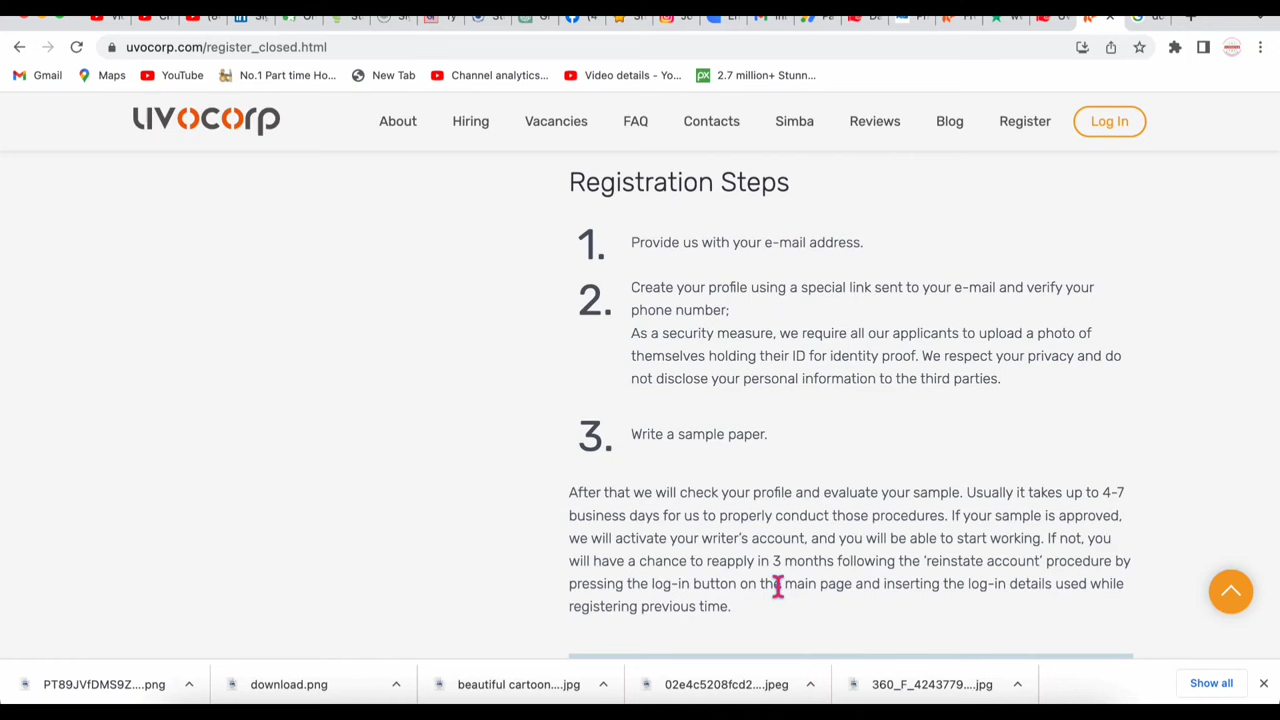 uvocorp.com/register_closed.html
Gmail Maps YouTube No.1 Part time Ho... New Tab Channel analytics... Video details - Yo... 2.7 million+ Stunn...
uvocorp About Hiring Vacancies FAQ Contacts Simba Reviews Blog Register Log In
Registration Steps
1. Provide us with your e-mail address.
2. Create your profile using a special link sent to your e-mail and verify your
phone number;
As a security measure, we require all our applicants to upload a photo of
themselves holding their ID for identity proof. We respect your privacy and do
not disclose your personal information to the third parties.
3. Write a sample paper.
After that we will check your profile and evaluate your sample. Usually it takes up to 4-7
business days for us to properly conduct those procedures. If your sample is approved,
we will activate your writer's account, and you will be able to start working. If not, you
will have a chance to reapply in 3 months following the 'reinstate account' procedure by
pressing the log-in button on the main page and inserting the log-in details used while
registering previous time.
PT89JVfDMS9Z....png download.png beautiful cartoon....jpg 02e4c5208fcd2....jpeg 360_F_4243779....jpg Show all